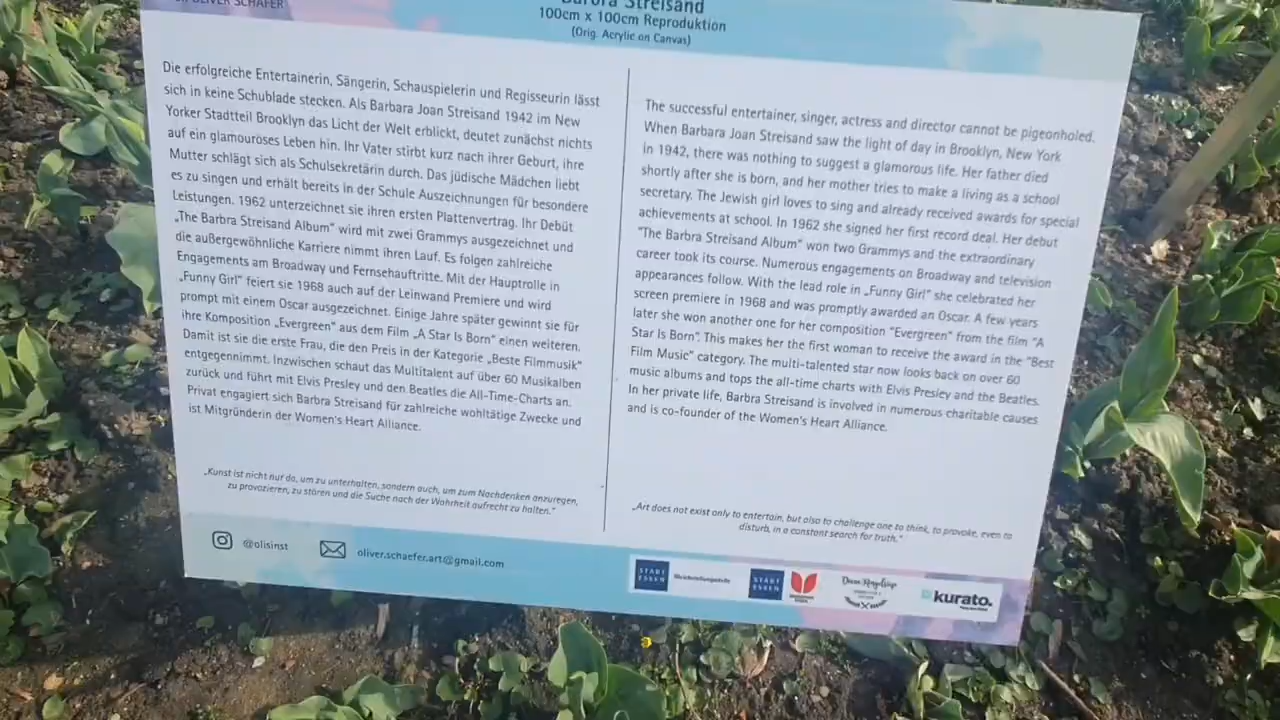 OLIVER SCHÄFER
Barbra Streisand
100cm x 100cm Reproduktion
(Orig. Acrylic on Canvas)
Die erfolgreiche Entertainerin, Sängerin, Schauspielerin und Regisseurin lässt
sich in keine Schublade stecken. Als Barbara Joan Streisand 1942 im New
Yorker Stadtteil Brooklyn das Licht der Welt erblickt, deutet zunächst nichts
auf ein glamouröses Leben hin. Ihr Vater stirbt kurz nach ihrer Geburt, ihre
Mutter schlägt sich als Schulsekretärin durch. Das jüdische Mädchen liebt
es zu singen und erhält bereits in der Schule Auszeichnungen für besondere
Leistungen. 1962 unterzeichnet sie ihren ersten Plattenvertrag. Ihr Debüt
„The Barbra Streisand Album" wird mit zwei Grammys ausgezeichnet und
die außergewöhnliche Karriere nimmt ihren Lauf. Es folgen zahlreiche
Engagements am Broadway und Fernsehauftritte. Mit der Hauptrolle in
„Funny Girl" feiert sie 1968 auch auf der Leinwand Premiere und wird
prompt mit einem Oscar ausgezeichnet. Einige Jahre später gewinnt sie für
ihre Komposition „Evergreen" aus dem Film „A Star Is Born" einen weiteren.
Damit ist sie die erste Frau, die den Preis in der Kategorie „Beste Filmmusik"
entgegennimmt. Inzwischen schaut das Multitalent auf über 60 Musikalben
zurück und führt mit Elvis Presley und den Beatles die All-Time-Charts an.
Privat engagiert sich Barbra Streisand für zahlreiche wohltätige Zwecke und
ist Mitgründerin der Women's Heart Alliance.
„Kunst ist nicht nur da, um zu unterhalten, sondern auch, um zum Nachdenken anzuregen,
zu provozieren, zu stören und die Suche nach der Wahrheit aufrecht zu halten."
The successful entertainer, singer, actress and director cannot be pigeonholed.
When Barbara Joan Streisand saw the light of day in Brooklyn, New York
in 1942, there was nothing to suggest a glamorous life. Her father died
shortly after she is born, and her mother tries to make a living as a school
secretary. The Jewish girl loves to sing and already received awards for special
achievements at school. In 1962 she signed her first record deal. Her debut
"The Barbra Streisand Album" won two Grammys and the extraordinary
career took its course. Numerous engagements on Broadway and television
appearances follow. With the lead role in „Funny Girl" she celebrated her
screen premiere in 1968 and was promptly awarded an Oscar. A few years
later she won another one for her composition "Evergreen" from the film "A
Star Is Born". This makes her the first woman to receive the award in the "Best
Film Music" category. The multi-talented star now looks back on over 60
music albums and tops the all-time charts with Elvis Presley and the Beatles.
In her private life, Barbra Streisand is involved in numerous charitable causes
and is co-founder of the Women's Heart Alliance.
„Art does not exist only to entertain, but also to challenge one to think, to provoke, even to
disturb, in a constant search for truth."
@olisinst
oliver.schaefer.art@gmail.com
STADT
ESSEN
Gleichstellungsstelle
STADT
ESSEN
kurato.